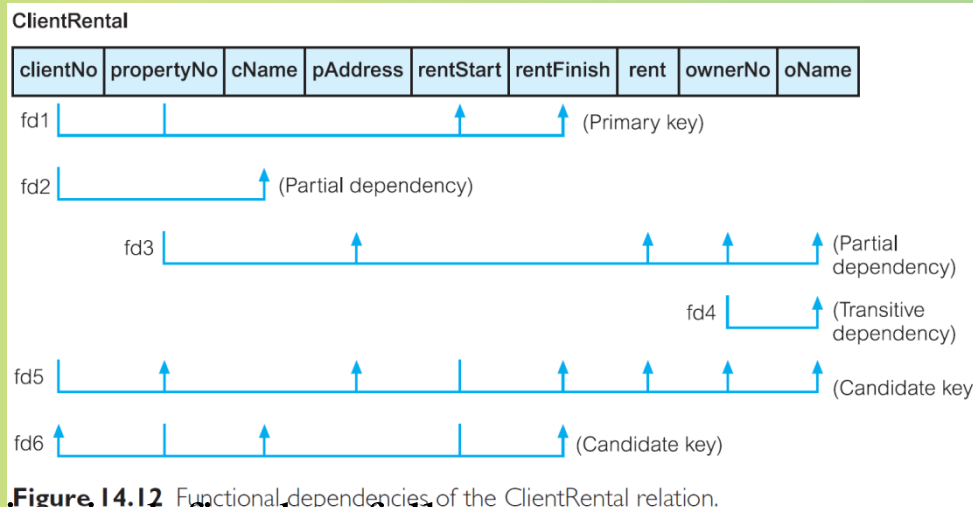 ClientRental
clientNo propertyNo cName pAddress rentStart rentFinish rent ownerNo oName
fd1 (Primary key)
fd2 (Partial dependency)
fd3 (Partial
dependency)
fd4 (Transitive
dependency)
fd5 (Candidate key
fd6 (Candidate key)
Figure 14.12 Functional dependencies of the ClientRental relation.